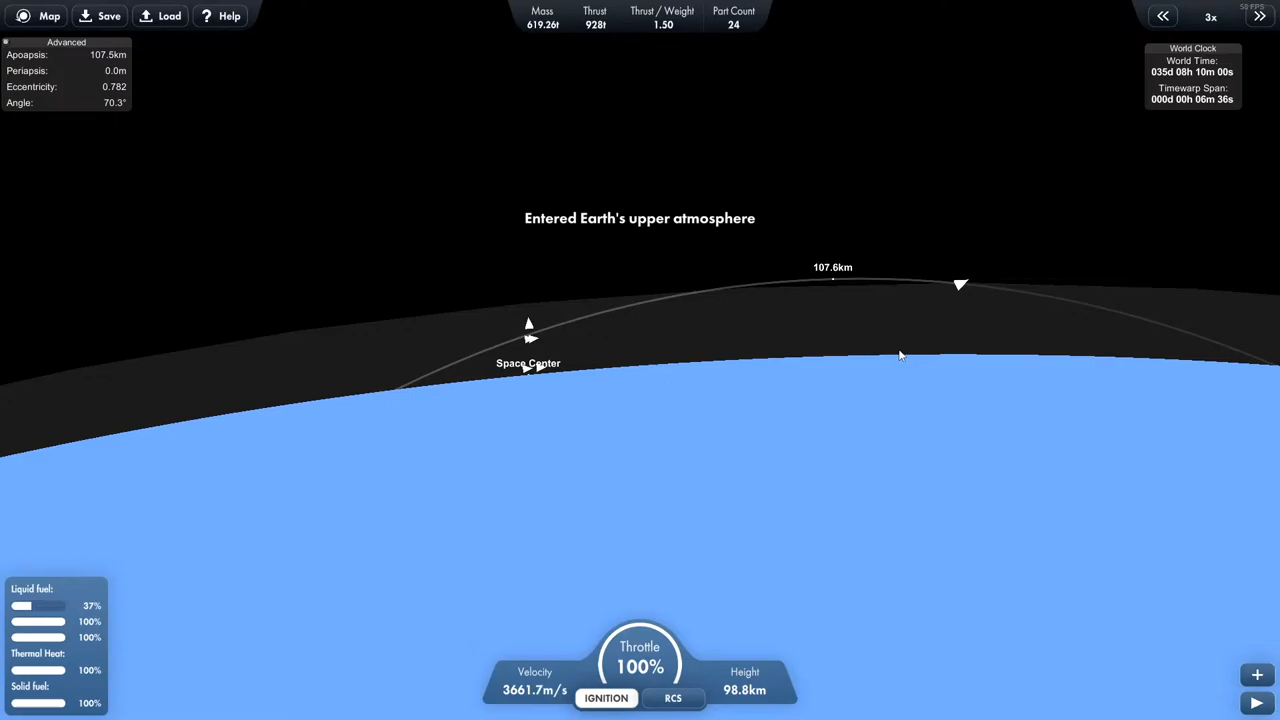 Map
Save
Load
Help
Mass
619.26t
Thrust
928t
Thrust / Weight
1.50
Part Count
24
58 FPS
3x
Advanced
Apoapsis: 107.5km
Periapsis: 0.0m
Eccentricity: 0.782
Angle: 70.3°
World Clock
World Time:
035d 08h 10m 00s
Timewarp Span:
000d 00h 06m 36s
Entered Earth's upper atmosphere
107.6km
Space Center
Liquid fuel:
37%
100%
100%
Thermal Heat:
100%
Solid fuel:
100%
Throttle
100%
Velocity
3661.7m/s
Height
98.8km
IGNITION
RCS